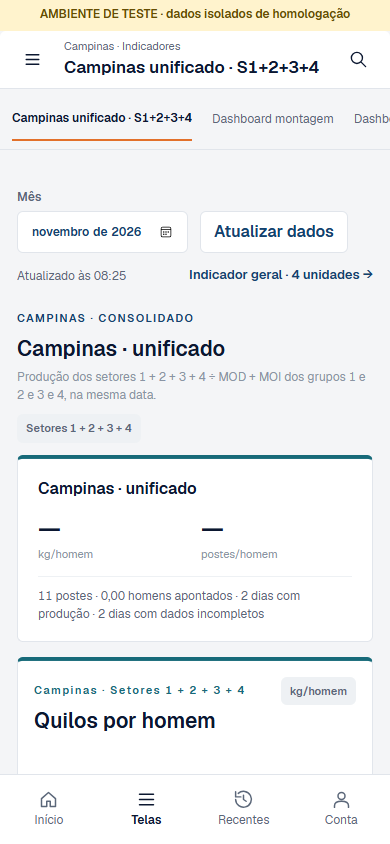 AMBIENTE DE TESTE · dados isolados de homologação
Campinas · Indicadores
Campinas unificado · S1+2+3+4
Campinas unificado · S1+2+3+4 Dashboard montagem Dashbo
Mês
novembro de 2026 Atualizar dados
Atualizado às 08:25 Indicador geral · 4 unidades →
CAMPINAS · CONSOLIDADO
Campinas · unificado
Produção dos setores 1 + 2 + 3 + 4 ÷ MOD + MOI dos grupos 1 e
2 e 3 e 4, na mesma data.
Setores 1 + 2 + 3 + 4
Campinas · unificado
— —
kg/homem postes/homem
11 postes · 0,00 homens apontados · 2 dias com
produção · 2 dias com dados incompletos
Campinas · Setores 1 + 2 + 3 + 4 kg/homem
Quilos por homem
Início Telas Recentes Conta